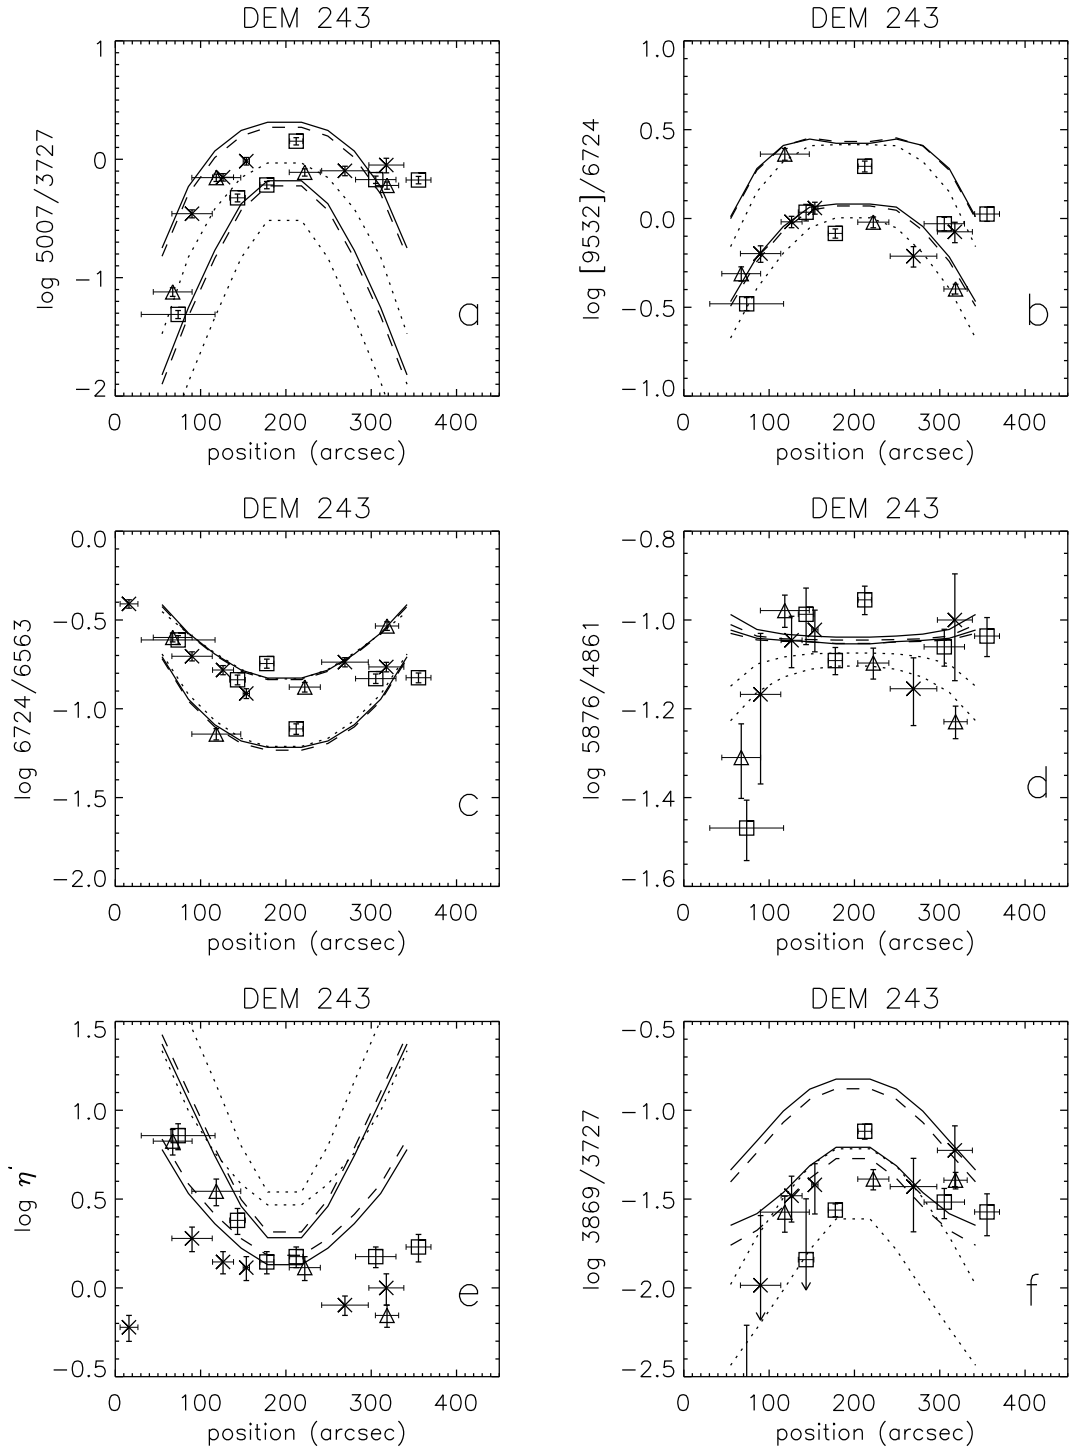 DEM 243
DEM 243
1
0
−1
−2
log 5007/3727
a
0 100 200 300 400
position (arcsec)
1.0
0.5
0.0
−0.5
−1.0
log [9532]/6724
b
0 100 200 300 400
position (arcsec)
DEM 243
DEM 243
0.0
−0.5
−1.0
−1.5
−2.0
log 6724/6563
c
0 100 200 300 400
position (arcsec)
−0.8
−1.0
−1.2
−1.4
−1.6
log 5876/4861
d
0 100 200 300 400
position (arcsec)
DEM 243
DEM 243
1.5
1.0
0.5
0.0
−0.5
log η'
e
0 100 200 300 400
position (arcsec)
−0.5
−1.0
−1.5
−2.0
−2.5
log 3869/3727
f
0 100 200 300 400
position (arcsec)